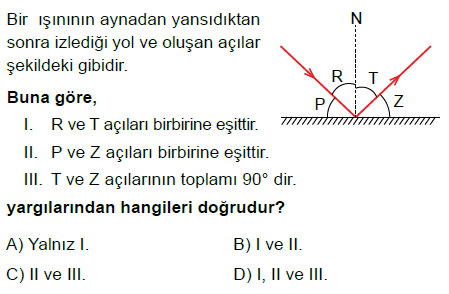 Bir ışınının aynadan yansıdıktan
sonra izlediği yol ve oluşan açılar
şekildeki gibidir.
N
R
T
P
Z
Buna göre,
I. R ve T açıları birbirine eşittir.
II. P ve Z açıları birbirine eşittir.
III. T ve Z açılarının toplamı 90° dir.
yargılarından hangileri doğrudur?
A) Yalnız I.
B) I ve II.
C) II ve III.
D) I, II ve III.